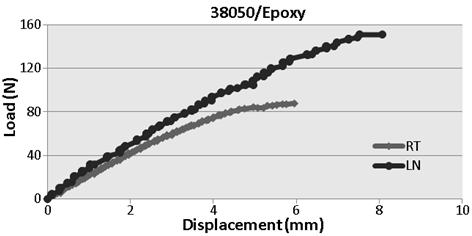 38050/Epoxy
Load (N)
160
120
80
40
0
RT
LN
0 2 4 6 8 10
Displacement (mm)